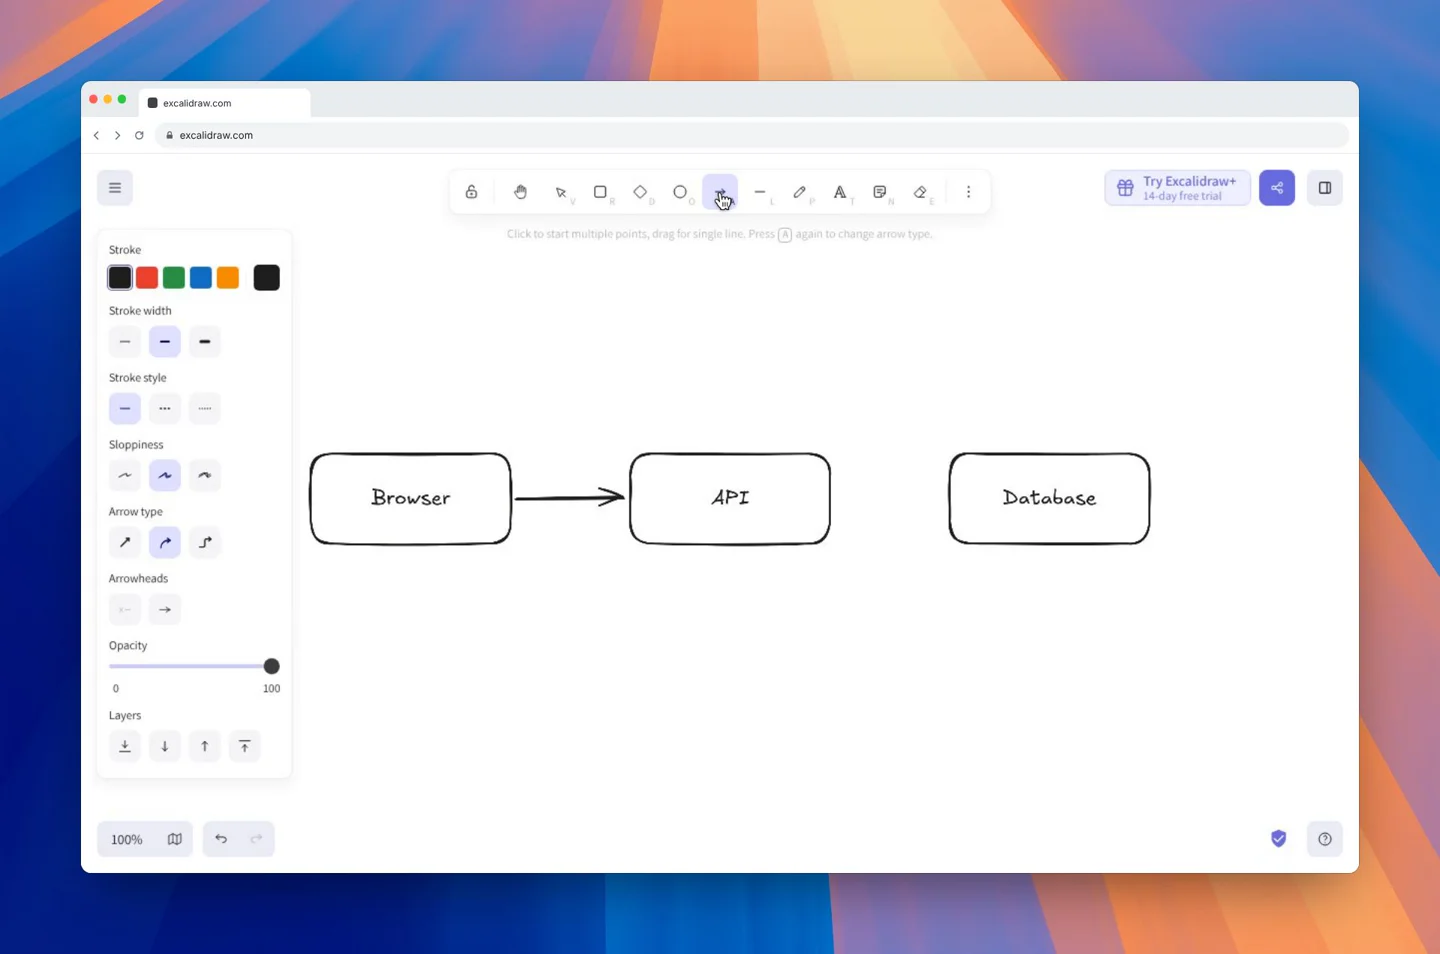 excalidraw.com
excalidraw.com
V
R
D
O
A
L
P
T
N
E
Try Excalidraw+
14-day free trial
Click to start multiple points, drag for single line. Press A again to change arrow type.
Stroke
Stroke width
Stroke style
Sloppiness
Arrow type
Arrowheads
Opacity
0
100
Layers
Browser
API
Database
100%